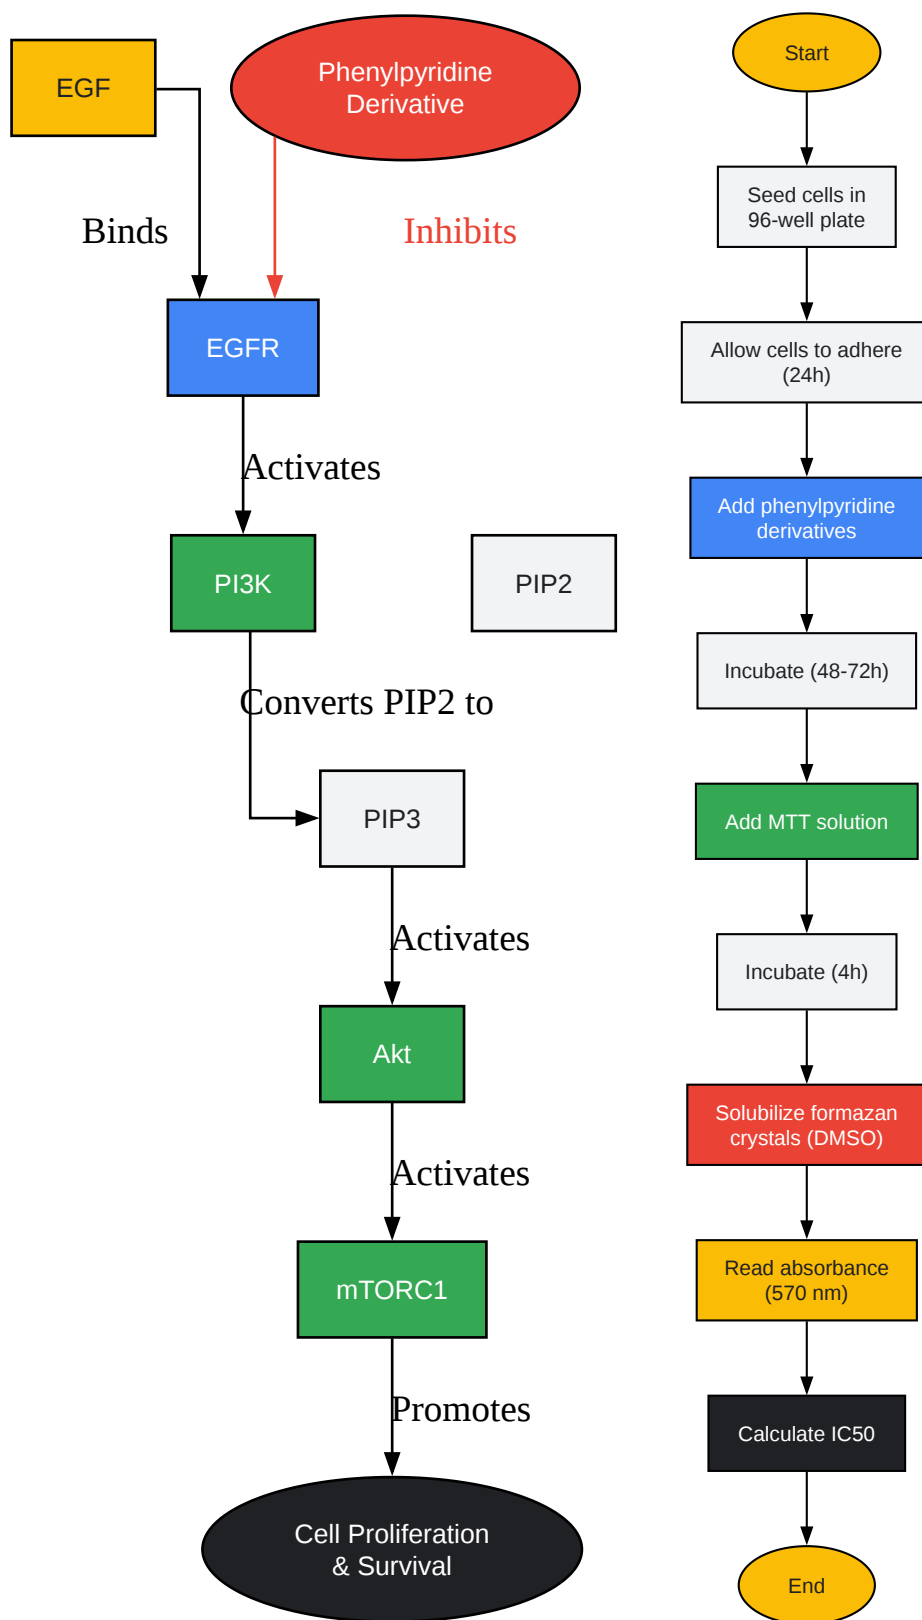 EGF
Phenylpyridine
Derivative
Binds
Inhibits
EGFR
Activates
PI3K
PIP2
Converts PIP2 to
PIP3
Activates
Akt
Activates
mTORC1
Promotes
Cell Proliferation
& Survival
Start
Seed cells in
96-well plate
Allow cells to adhere
(24h)
Add phenylpyridine
derivatives
Incubate (48-72h)
Add MTT solution
Incubate (4h)
Solubilize formazan
crystals (DMSO)
Read absorbance
(570 nm)
Calculate IC50
End